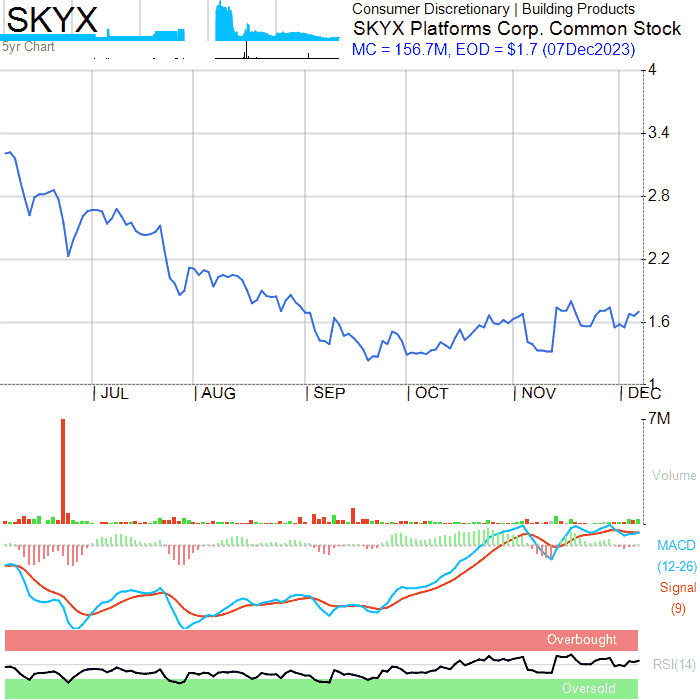 SKYX
5yr Chart
Consumer Discretionary | Building Products
SKYX Platforms Corp. Common Stock
MC = 156.7M, EOD = $1.7 (07Dec2023)
4
3.4
2.8
2.2
1.6
1
JUL
AUG
SEP
OCT
NOV
DEC
7M
Volume
MACD
(12-26)
Signal
(9)
Overbought
RSI(14)
Oversold